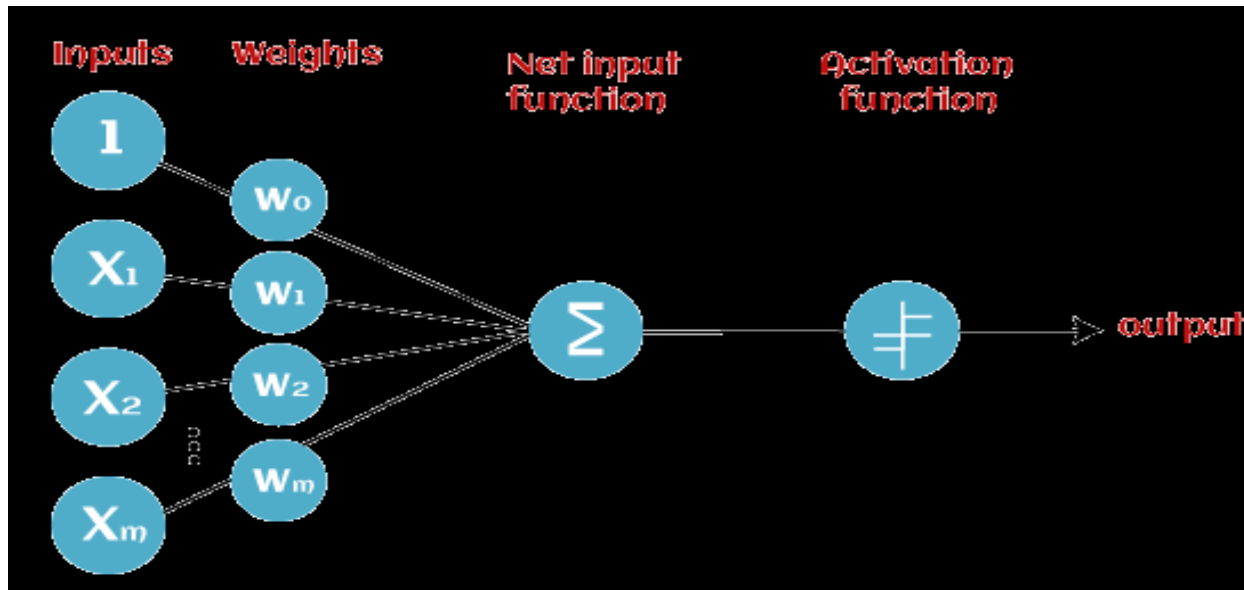 Inputs
Weights
Net input
function
Activation
function
1
w0
X1
w1
X2
w2
Xm
wm
Σ
output